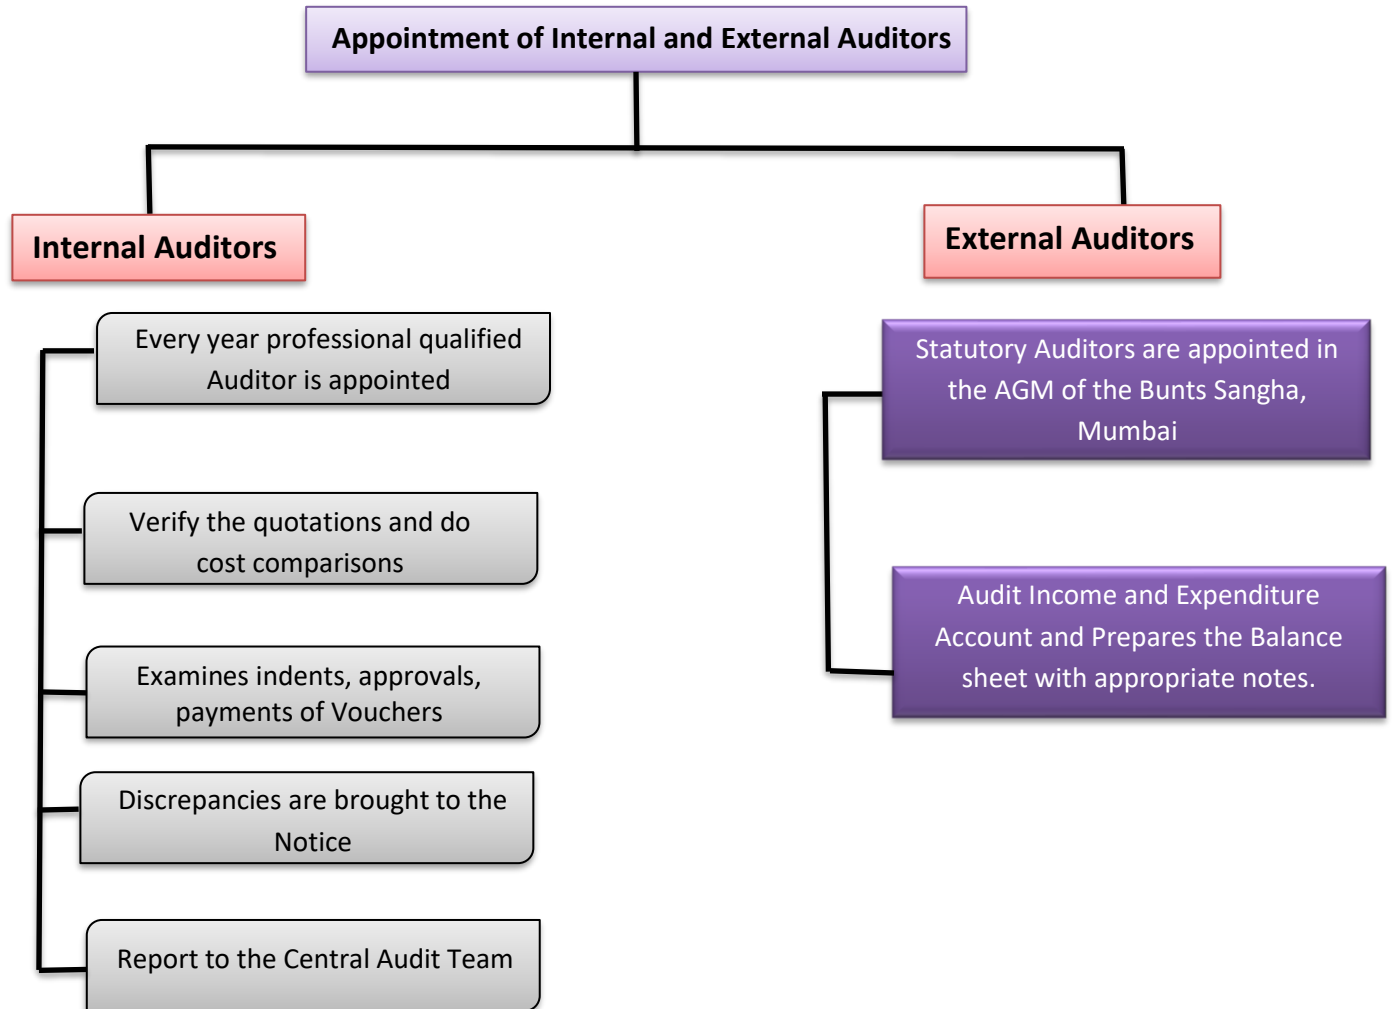 Appointment of Internal and External Auditors
Internal Auditors
Every year professional qualified
Auditor is appointed
Verify the quotations and do
cost comparisons
Examines indents, approvals,
payments of Vouchers
Discrepancies are brought to the
Notice
Report to the Central Audit Team
External Auditors
Statutory Auditors are appointed in
the AGM of the Bunts Sangha,
Mumbai
Audit Income and Expenditure
Account and Prepares the Balance
sheet with appropriate notes.